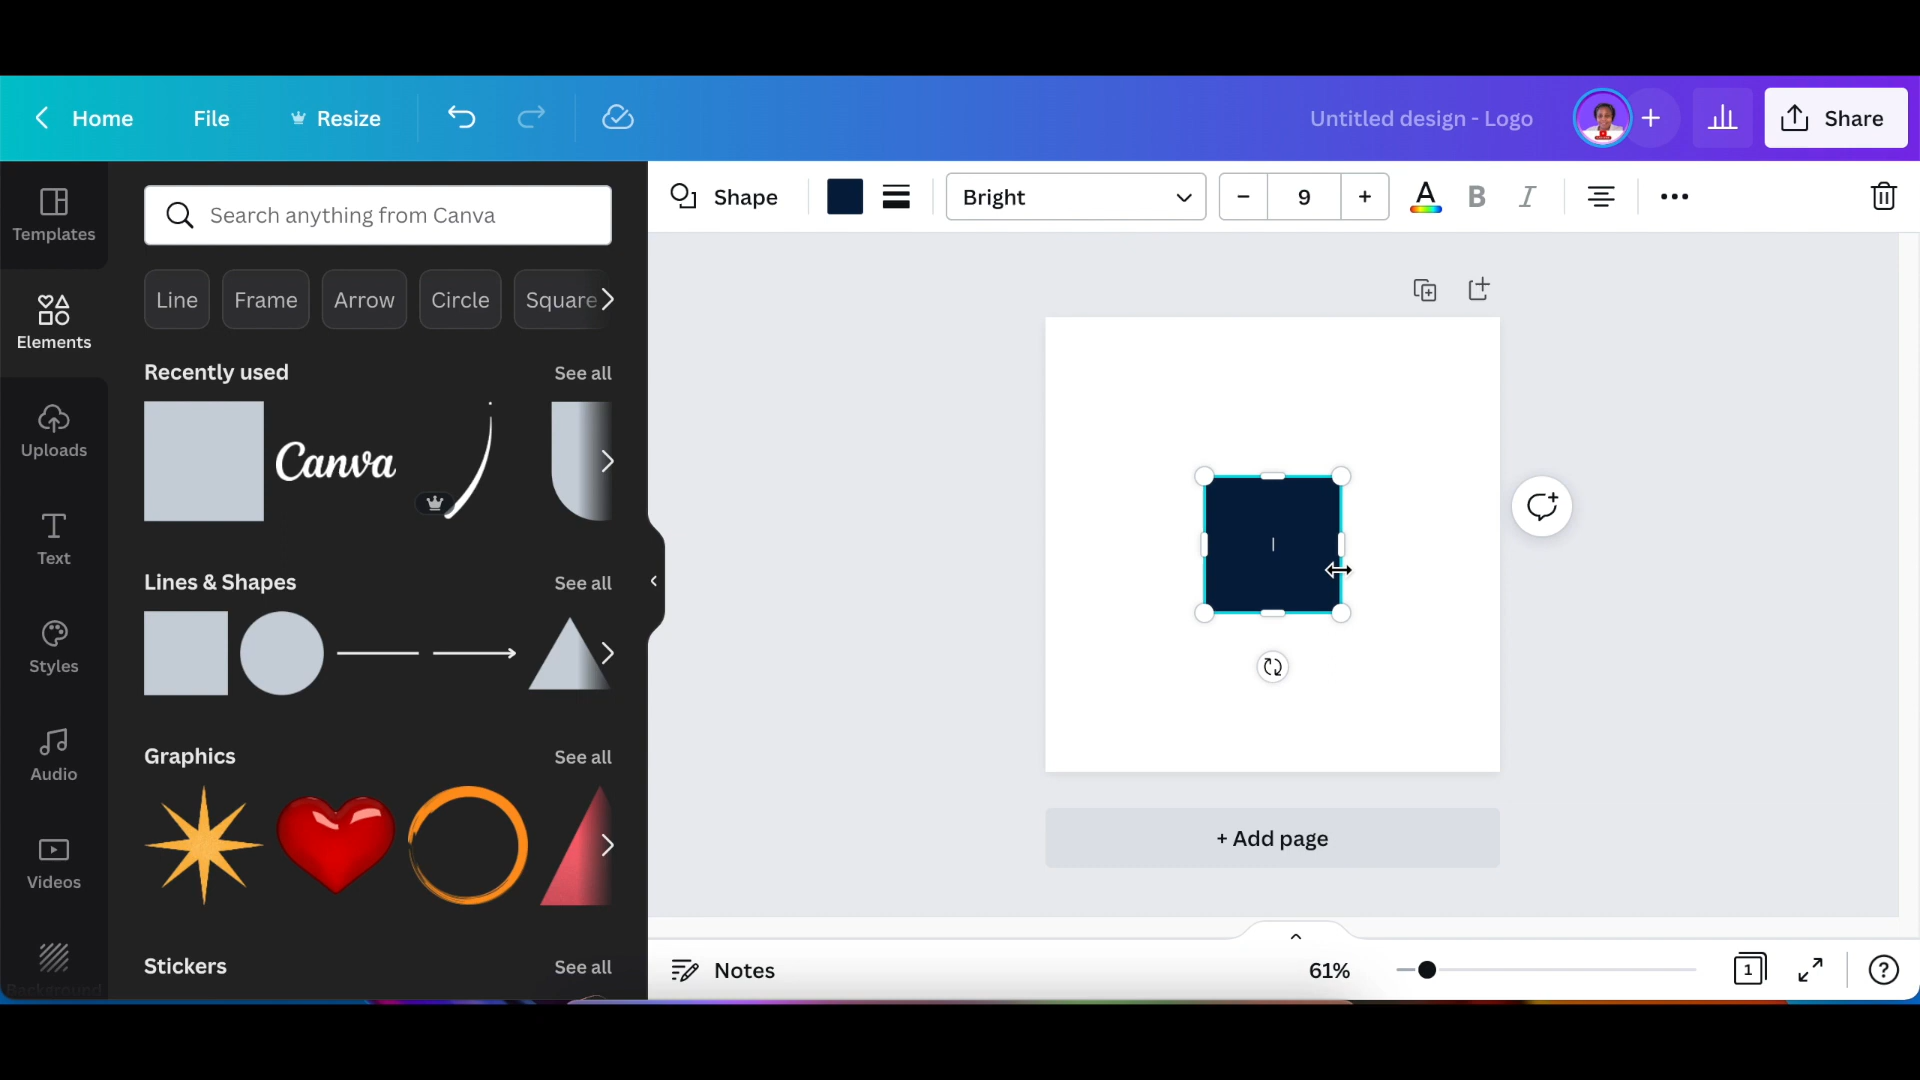 Home File Resize Untitled design - Logo Share
Templates
Elements
Uploads
Text
Styles
Audio
Videos
Background
Search anything from Canva
Line Frame Arrow Circle Square
Recently used See all
Canva
Lines & Shapes See all
Graphics See all
Stickers See all
Shape Bright − 9 + A B I
+ Add page
Notes 61% 1 ?